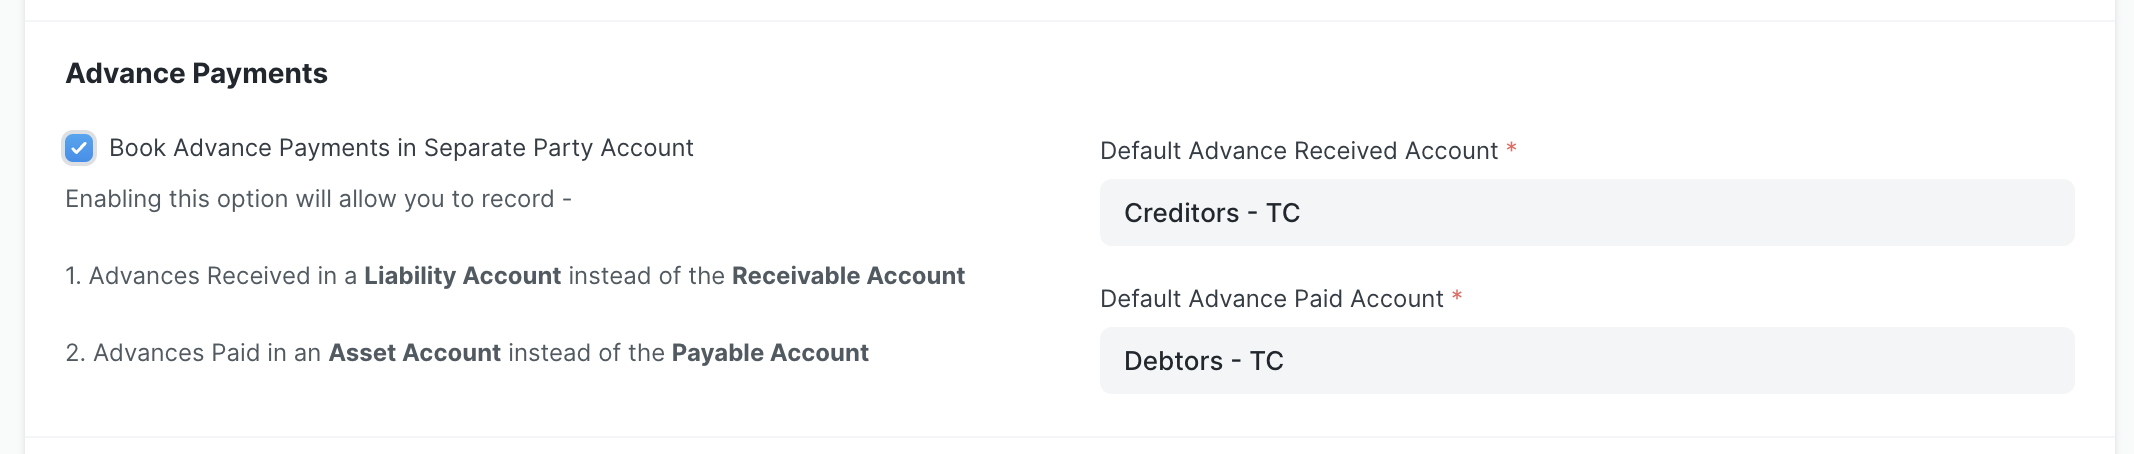 Advance Payments
Book Advance Payments in Separate Party Account
Enabling this option will allow you to record -
1. Advances Received in a Liability Account instead of the Receivable Account
2. Advances Paid in an Asset Account instead of the Payable Account
Default Advance Received Account *
Creditors - TC
Default Advance Paid Account *
Debtors - TC